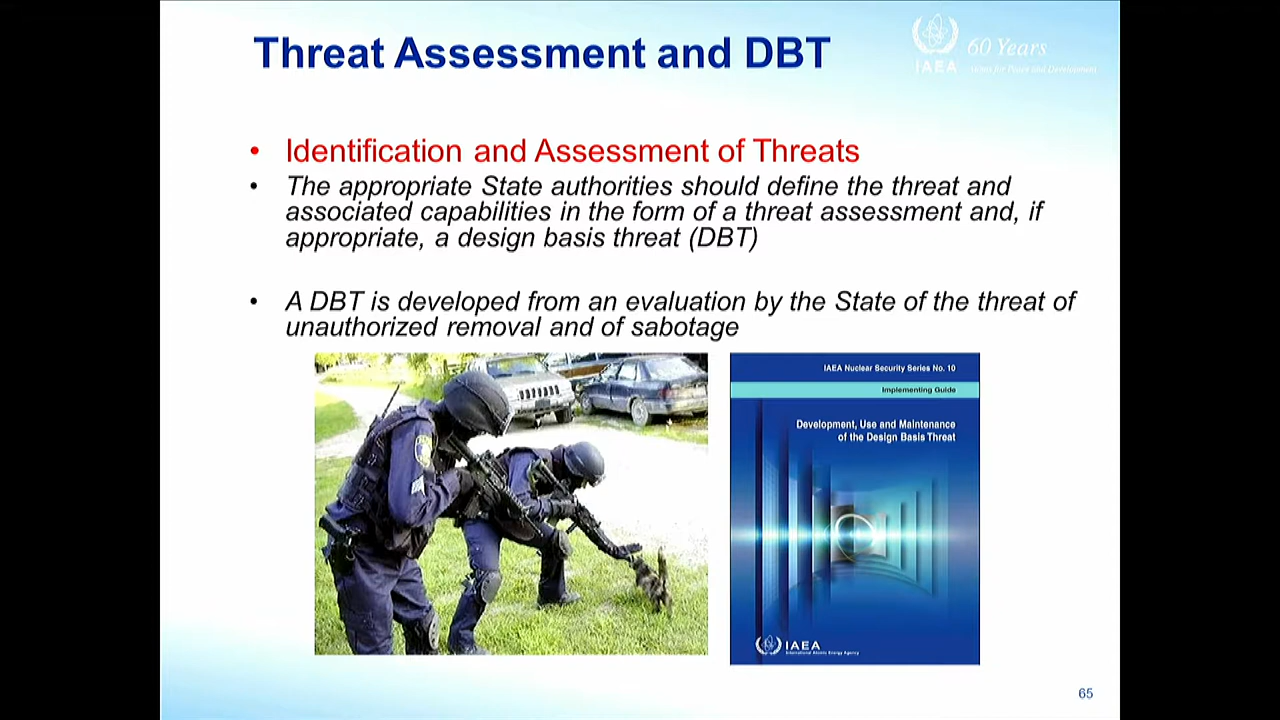 Threat Assessment and DBT
60 Years
IAEA Atoms for Peace and Development
• Identification and Assessment of Threats
• The appropriate State authorities should define the threat and
associated capabilities in the form of a threat assessment and, if
appropriate, a design basis threat (DBT)
• A DBT is developed from an evaluation by the State of the threat of
unauthorized removal and of sabotage
IAEA Nuclear Security Series No. 10
Implementing Guide
Development, Use and Maintenance
of the Design Basis Threat
IAEA
International Atomic Energy Agency
65